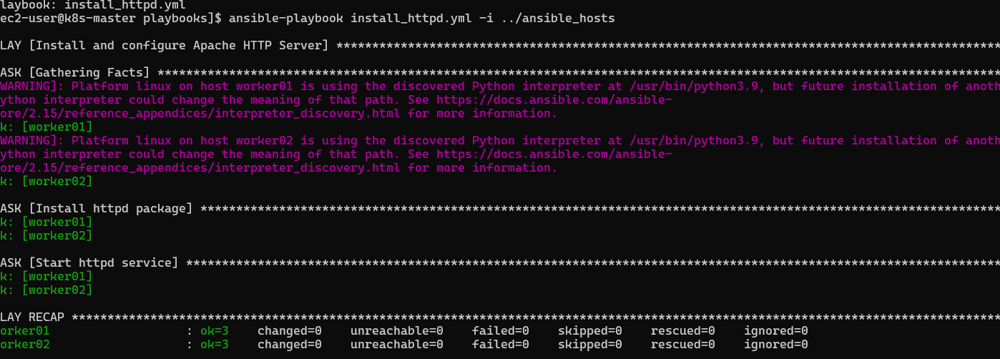 laybook: install_httpd.yml
ec2-user@k8s-master playbooks]$ ansible-playbook install_httpd.yml -i ../ansible_hosts
LAY [Install and configure Apache HTTP Server] *********************************************************************************************
ASK [Gathering Facts] **********************************************************************************************************************
WARNING]: Platform linux on host worker01 is using the discovered Python interpreter at /usr/bin/python3.9, but future installation of anoth
ython interpreter could change the meaning of that path. See https://docs.ansible.com/ansible-
ore/2.15/reference_appendices/interpreter_discovery.html for more information.
k: [worker01]
WARNING]: Platform linux on host worker02 is using the discovered Python interpreter at /usr/bin/python3.9, but future installation of anoth
ython interpreter could change the meaning of that path. See https://docs.ansible.com/ansible-
ore/2.15/reference_appendices/interpreter_discovery.html for more information.
k: [worker02]
ASK [Install httpd package] ****************************************************************************************************************
k: [worker01]
k: [worker02]
ASK [Start httpd service] ******************************************************************************************************************
k: [worker01]
k: [worker02]
LAY RECAP **********************************************************************************************************************************
orker01                   : ok=3    changed=0    unreachable=0    failed=0    skipped=0    rescued=0    ignored=0
orker02                   : ok=3    changed=0    unreachable=0    failed=0    skipped=0    rescued=0    ignored=0